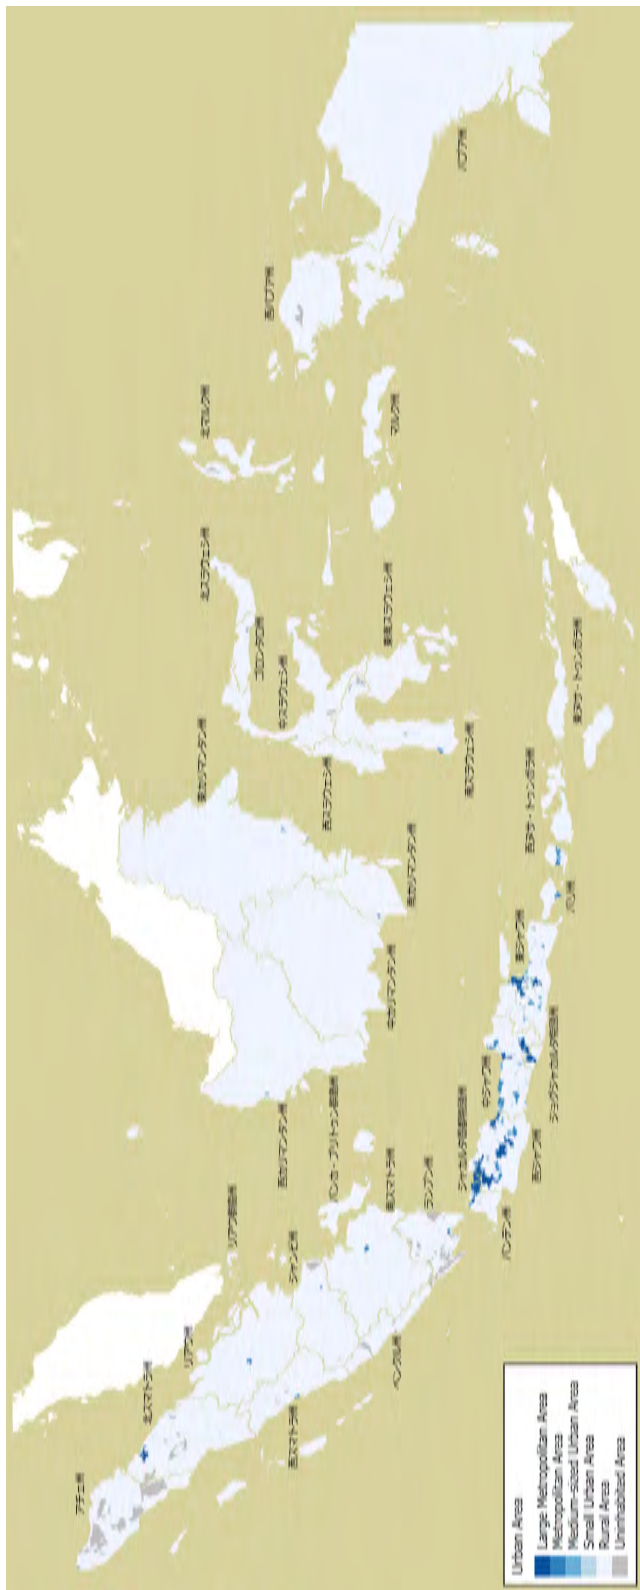 アチェ州
北スマトラ州
リアウ州
リアウ諸島州
西スマトラ州
ジャンビ州
ベンクル州
南スマトラ州
バンカ・ブリトゥン諸島州
ランプン州
バンテン州
ジャカルタ首都特別州
西ジャワ州
中ジャワ州
ジョグジャカルタ特別州
東ジャワ州
バリ州
西ヌサ・トゥンガラ州
東ヌサ・トゥンガラ州
西カリマンタン州
中カリマンタン州
南カリマンタン州
東カリマンタン州
北スラウェシ州
ゴロンタロ州
中スラウェシ州
西スラウェシ州
南スラウェシ州
東南スラウェシ州
北マルク州
マルク州
西パプア州
パプア州
Urban Area
Large Metropolitan Area
Metropolitan Area
Medium-sized Urban Area
Small Urban Area
Rural Area
Uninhabited Area